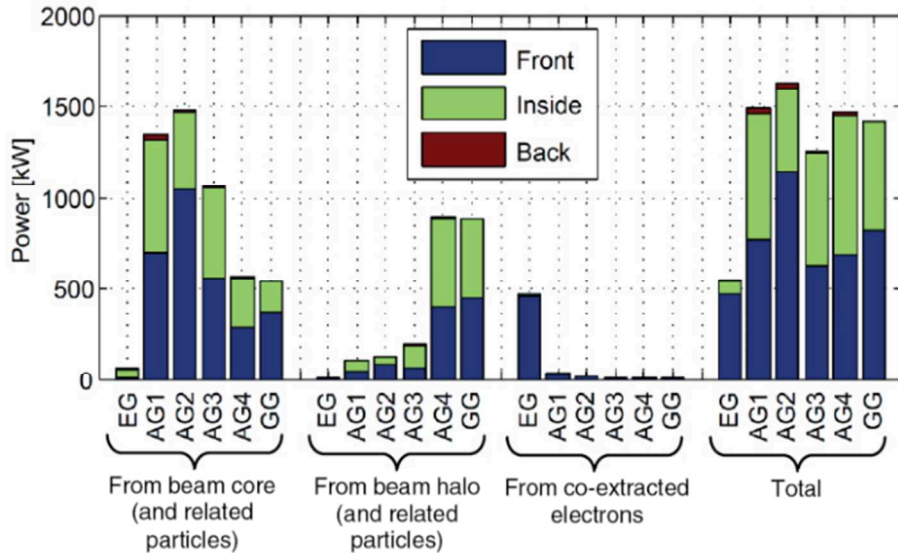 2000
1500
1000
500
0
Power [kW]
Front
Inside
Back
EG AG1 AG2 AG3 AG4 GG
EG AG1 AG2 AG3 AG4 GG
EG AG1 AG2 AG3 AG4 GG
EG AG1 AG2 AG3 AG4 GG
From beam core
(and related
particles)
From beam halo
(and related
particles)
From co-extracted
electrons
Total